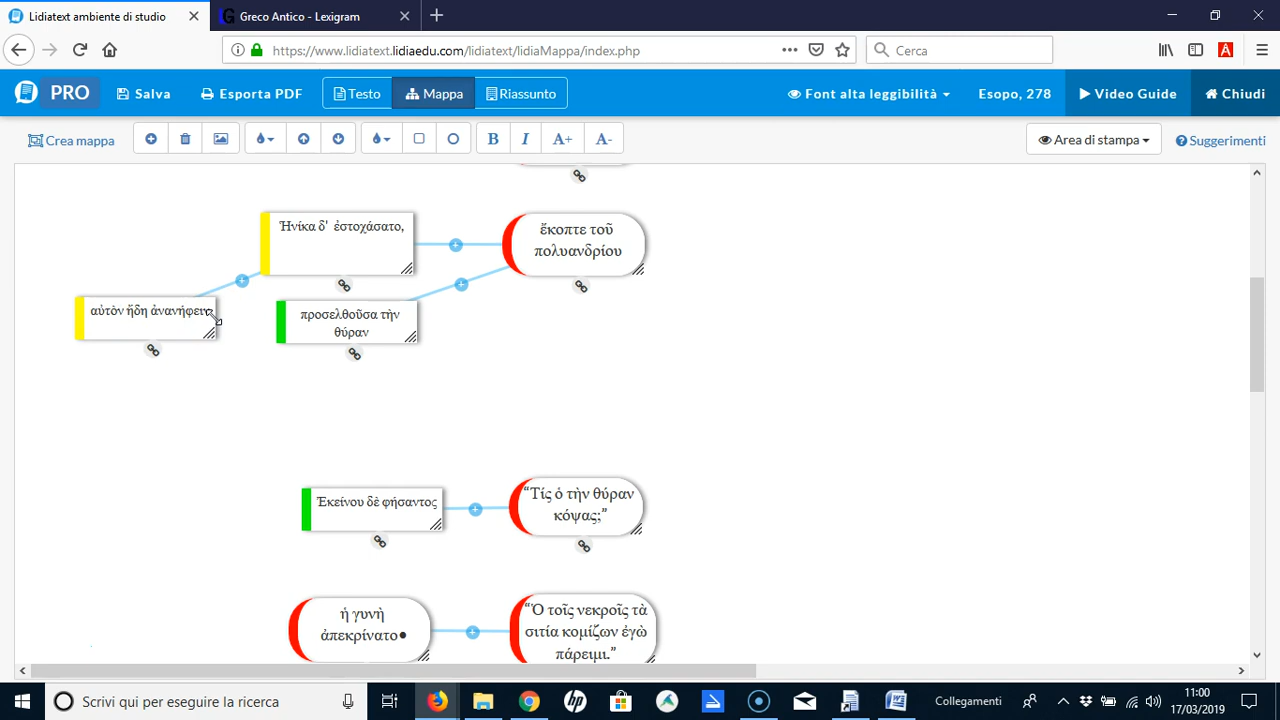 Lidiatext ambiente di studio
Greco Antico - Lexigram
https://www.lidiatext.lidiaedu.com/lidiatext/lidiaMappa/index.php
Cerca
PRO Salva Esporta PDF Testo Mappa Riassunto Font alta leggibilità Esopo, 278 Video Guide Chiudi
Crea mappa B I A+ A- Area di stampa Suggerimenti
Ἡνίκα δ' ἐστοχάσατο,
ἔκοπτε τοῦ
πολυανδρίου
αὐτὸν ἤδη ἀνανήφειν
προσελθοῦσα τὴν
θύραν
Ἐκείνου δὲ φήσαντος
“Τίς ὁ τὴν θύραν
κόψας;”
ἡ γυνὴ
ἀπεκρίνατο•
“Ὁ τοῖς νεκροῖς τὰ
σιτία κομίζων ἐγὼ
πάρειμι.”
Scrivi qui per eseguire la ricerca
Collegamenti
11:00
17/03/2019